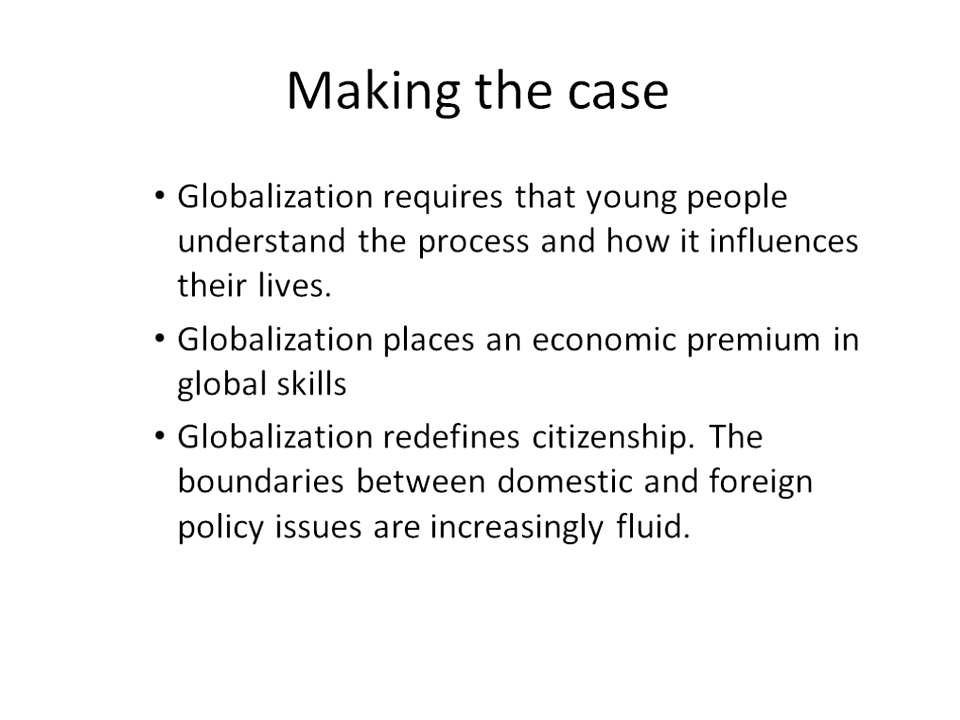 Making the case
• Globalization requires that young people
understand the process and how it influences
their lives.
• Globalization places an economic premium in
global skills
• Globalization redefines citizenship. The
boundaries between domestic and foreign
policy issues are increasingly fluid.